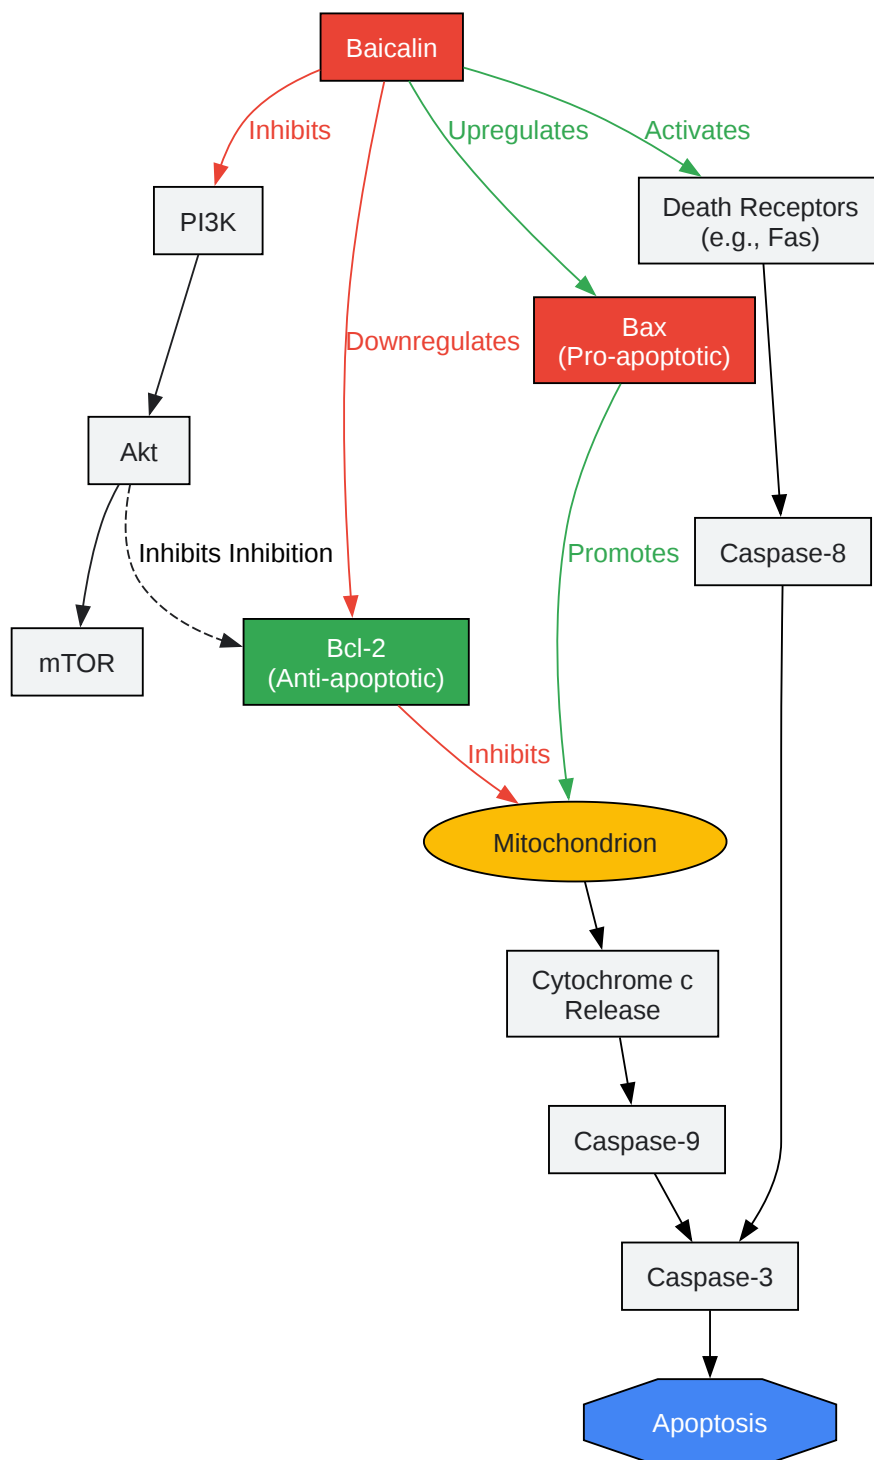 Baicalin
Inhibits
Upregulates
Activates
PI3K
Death Receptors
(e.g., Fas)
Downregulates
Bax
(Pro-apoptotic)
Akt
Inhibits Inhibition
Promotes
Caspase-8
mTOR
Bcl-2
(Anti-apoptotic)
Inhibits
Mitochondrion
Cytochrome c
Release
Caspase-9
Caspase-3
Apoptosis